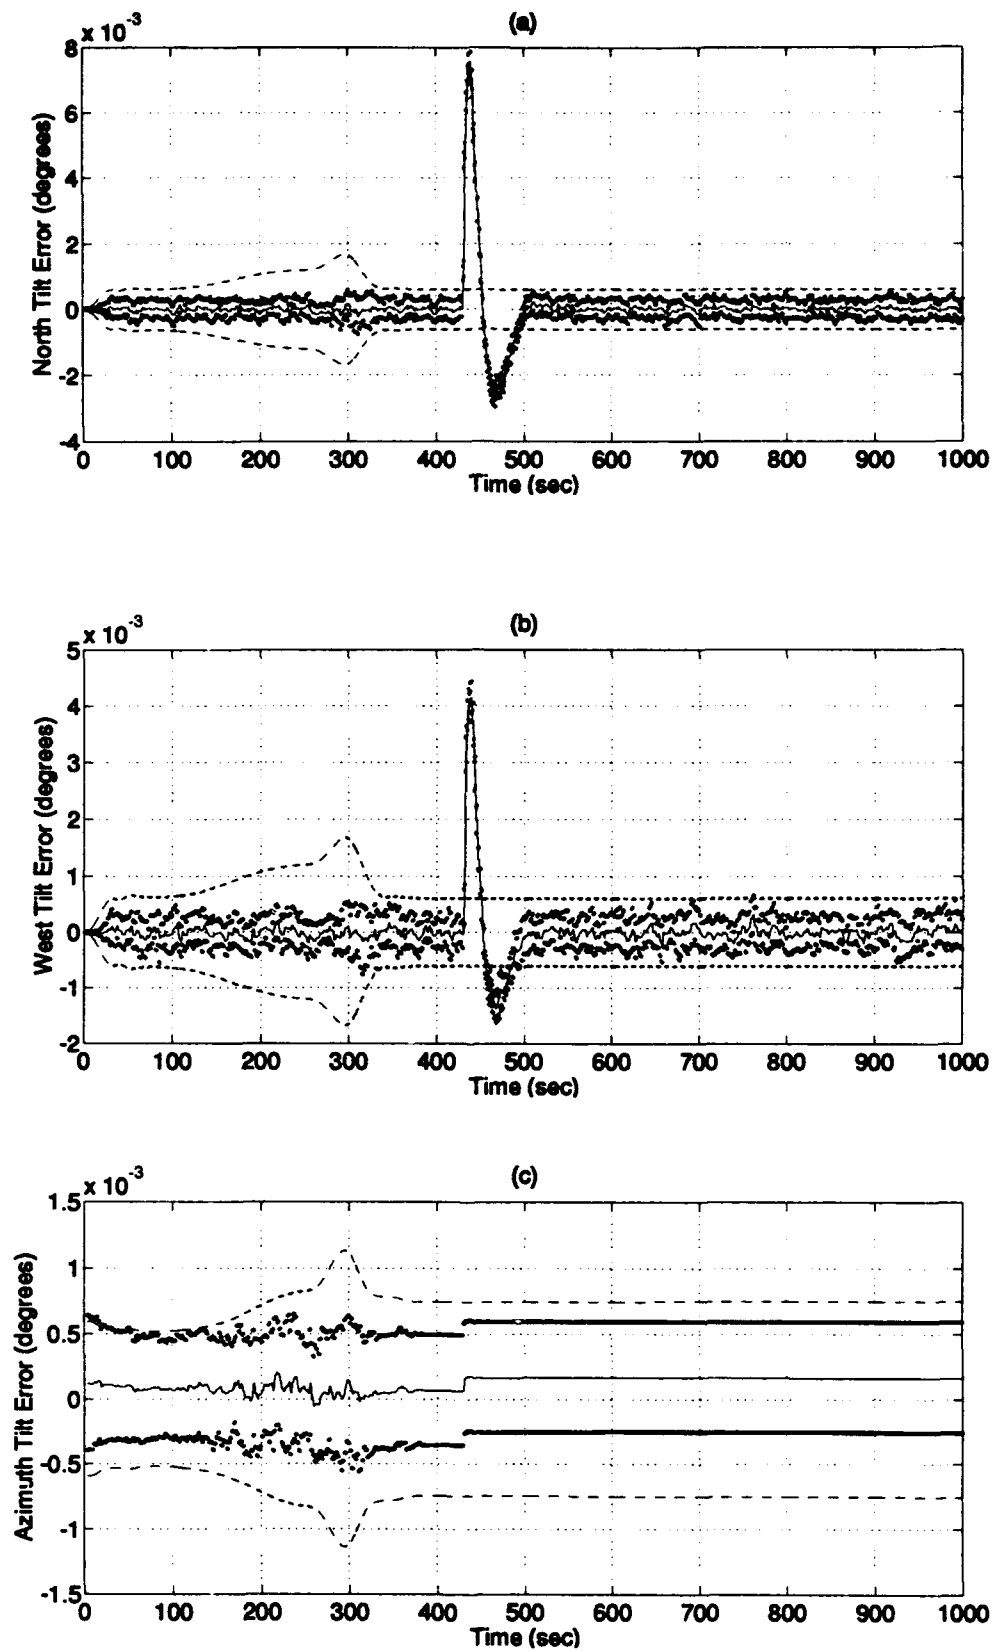 (a)
x 10-3
8
6
4
2
0
-2
-4
North Tilt Error (degrees)
0 100 200 300 400 500 600 700 800 900 1000
Time (sec)
(b)
x 10-3
5
4
3
2
1
0
-1
-2
West Tilt Error (degrees)
0 100 200 300 400 500 600 700 800 900 1000
Time (sec)
(c)
x 10-3
1.5
1
0.5
0
-0.5
-1
-1.5
Azimuth Tilt Error (degrees)
0 100 200 300 400 500 600 700 800 900 1000
Time (sec)